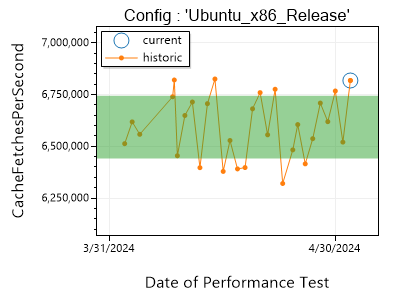 Config : 'Ubuntu_x86_Release'
current
historic
7,000,000
6,750,000
6,500,000
6,250,000
CacheFetchesPerSecond
3/31/2024
4/30/2024
Date of Performance Test